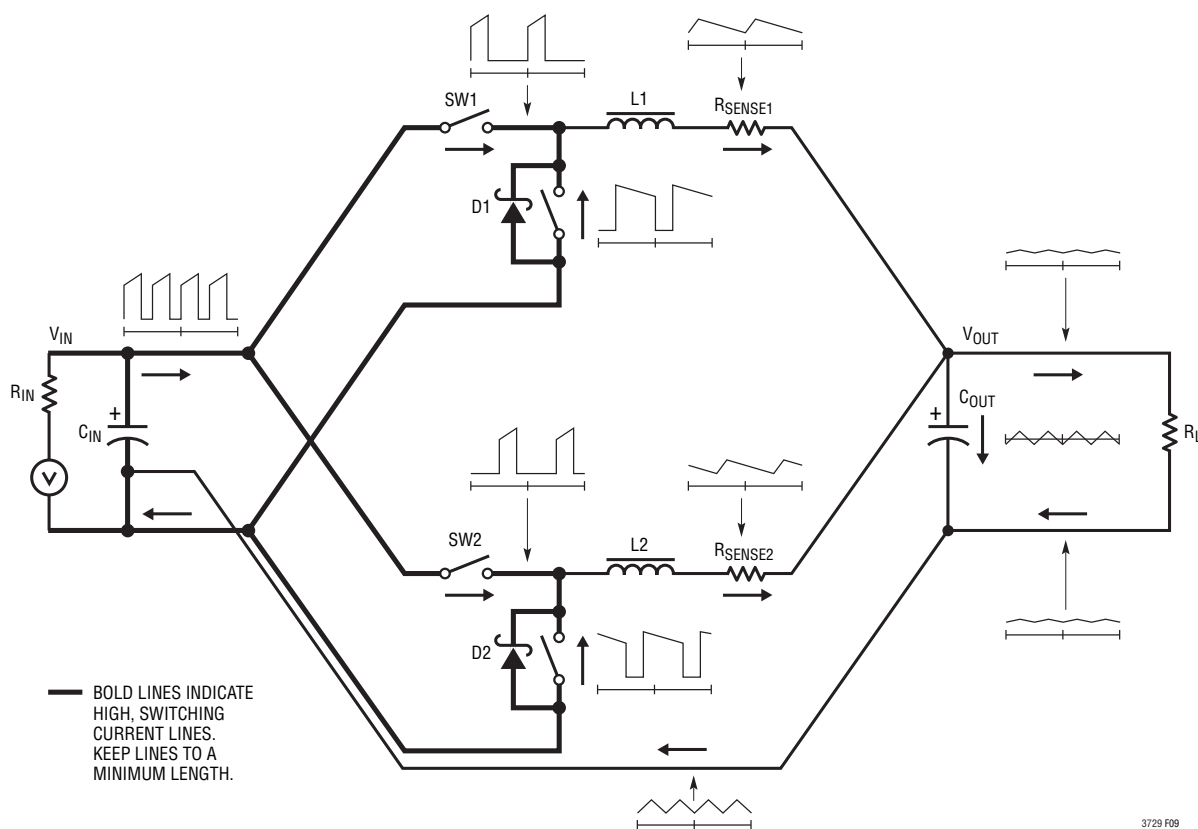 SW1
L1
RSENSE1
D1
VIN
VOUT
RIN
CIN
+
V
+
COUT
RL
SW2
L2
RSENSE2
D2
BOLD LINES INDICATE
HIGH, SWITCHING
CURRENT LINES.
KEEP LINES TO A
MINIMUM LENGTH.
3729 F09